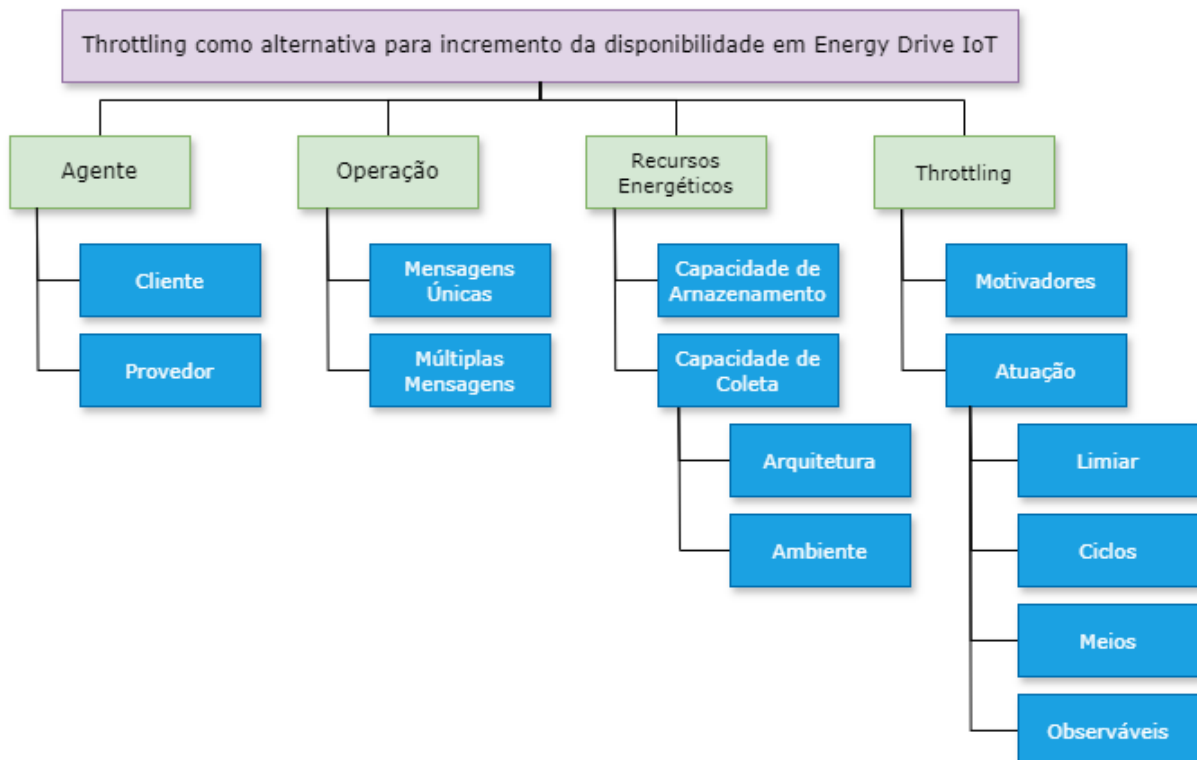 Throttling como alternativa para incremento da disponibilidade em Energy Drive IoT
Agente
Operação
Recursos
Energéticos
Throttling
Cliente
Mensagens
Únicas
Capacidade de
Arnazenamento
Motivadores
Provedor
Múltiplas
Mensagens
Capacidade de
Coleta
Atuação
Arquitetura
Limiar
Ambiente
Ciclos
Meios
Observáveis